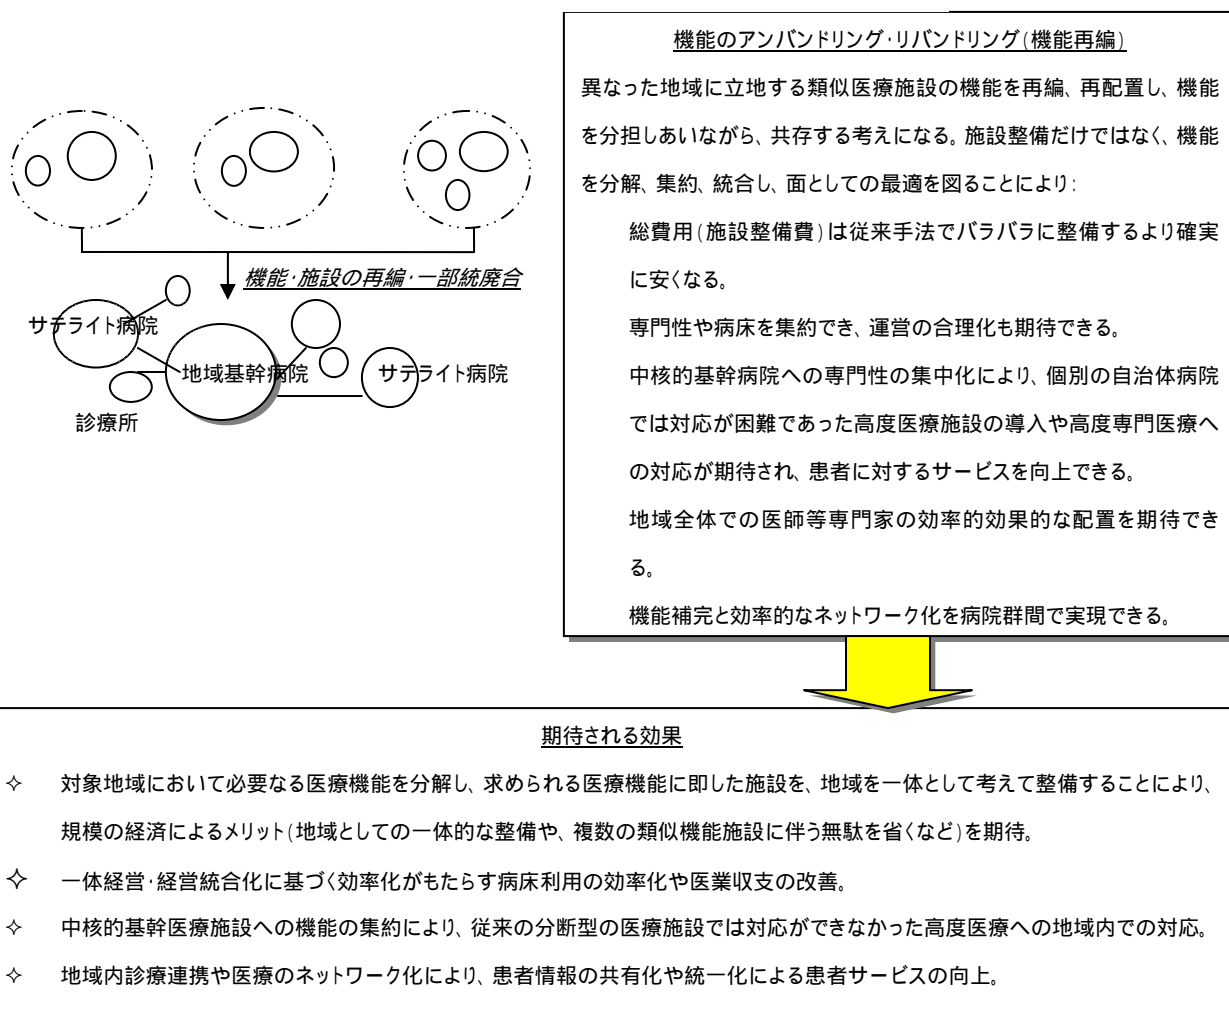 機能のアンバンドリング・リバンドリング(機能再編)
異なった地域に立地する類似医療施設の機能を再編、再配置し、機能
を分担しあいながら、共存する考えになる。施設整備だけではなく、機能
を分解、集約、統合し、面としての最適を図ることにより:
総費用(施設整備費)は従来手法でバラバラに整備するより確実
に安くなる。
専門性や病床を集約でき、運営の合理化も期待できる。
中核的基幹病院への専門性の集中化により、個別の自治体病院
では対応が困難であった高度医療施設の導入や高度専門医療へ
の対応が期待され、患者に対するサービスを向上できる。
地域全体での医師等専門家の効率的効果的な配置を期待でき
る。
機能補完と効率的なネットワーク化を病院群間で実現できる。
機能・施設の再編・一部統廃合
サテライト病院
地域基幹病院
サテライト病院
診療所
期待される効果
✧ 対象地域において必要なる医療機能を分解し、求められる医療機能に即した施設を、地域を一体として考えて整備することにより、
規模の経済によるメリット(地域としての一体的な整備や、複数の類似機能施設に伴う無駄を省くなど)を期待。
✧ 一体経営・経営統合化に基づく効率化がもたらす病床利用の効率化や医業収支の改善。
✧ 中核的基幹医療施設への機能の集約により、従来の分断型の医療施設では対応ができなかった高度医療への地域内での対応。
✧ 地域内診療連携や医療のネットワーク化により、患者情報の共有化や統一化による患者サービスの向上。